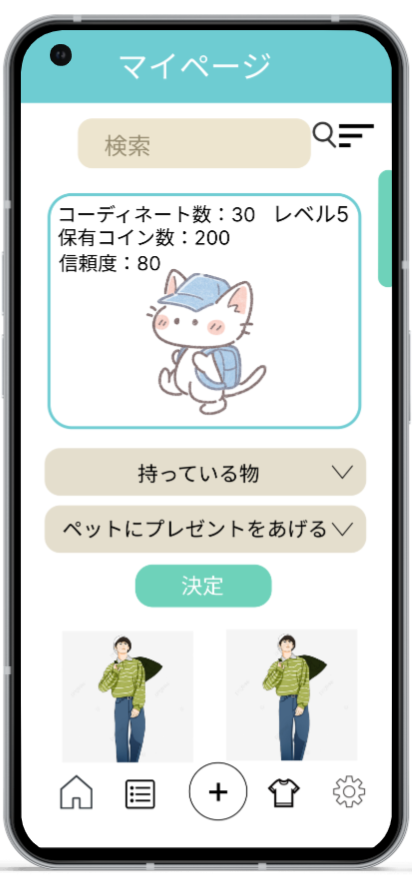 マイページ
検索
コーディネート数：30 レベル5
保有コイン数：200
信頼度：80
持っている物
ペットにプレゼントをあげる
決定